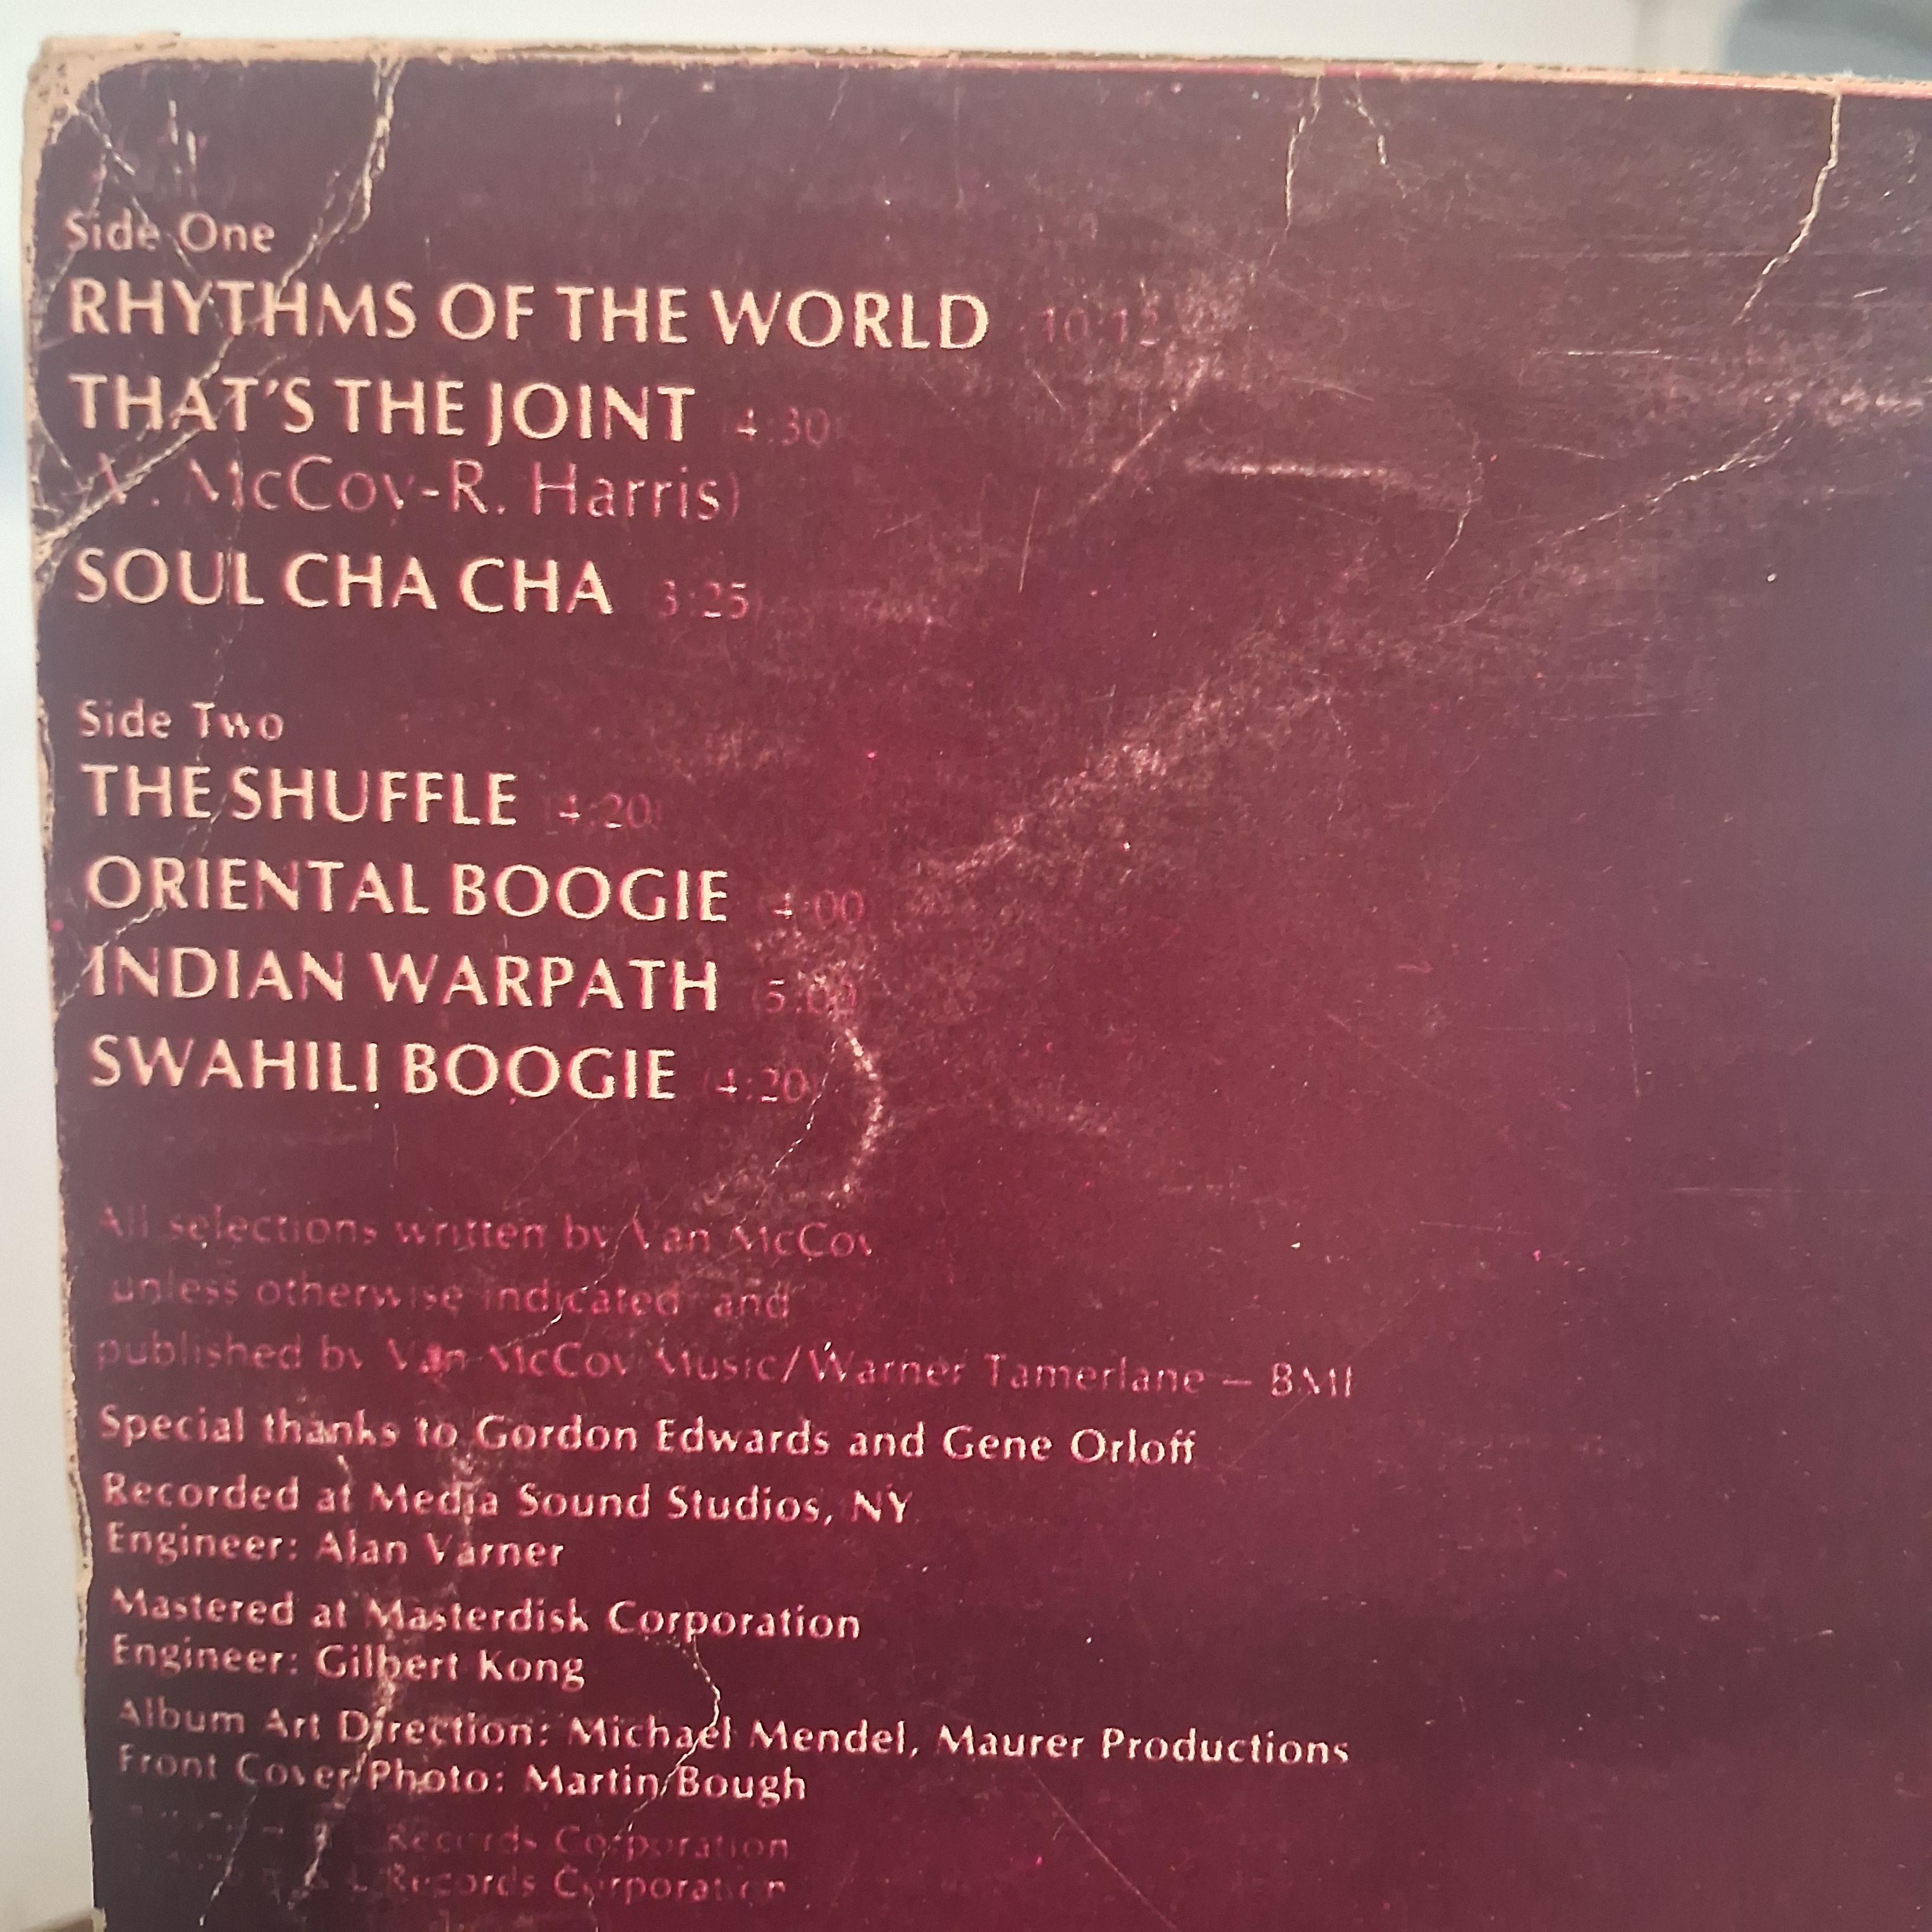 Side One
RHYTHMS OF THE WORLD (10:12)
THAT'S THE JOINT (4:30)
(V. McCoy-R. Harris)
SOUL CHA CHA (3:25)
Side Two
THE SHUFFLE (4:20)
ORIENTAL BOOGIE (4:00)
INDIAN WARPATH
SWAHILI BOOGIE (4:20)
All selections written by Van McCoy
unless otherwise indicated and
published by Van McCoy Music/Warner Tamerlane – BMI
Special thanks to Gordon Edwards and Gene Orloff
Recorded at Media Sound Studios, NY
Engineer: Alan Varner
Mastered at Masterdisk Corporation
Engineer: Gilbert Kong
Album Art Direction: Michael Mendel, Maurer Productions
Front Cover Photo: Martin Bough
Records Corporation
Records Corporation